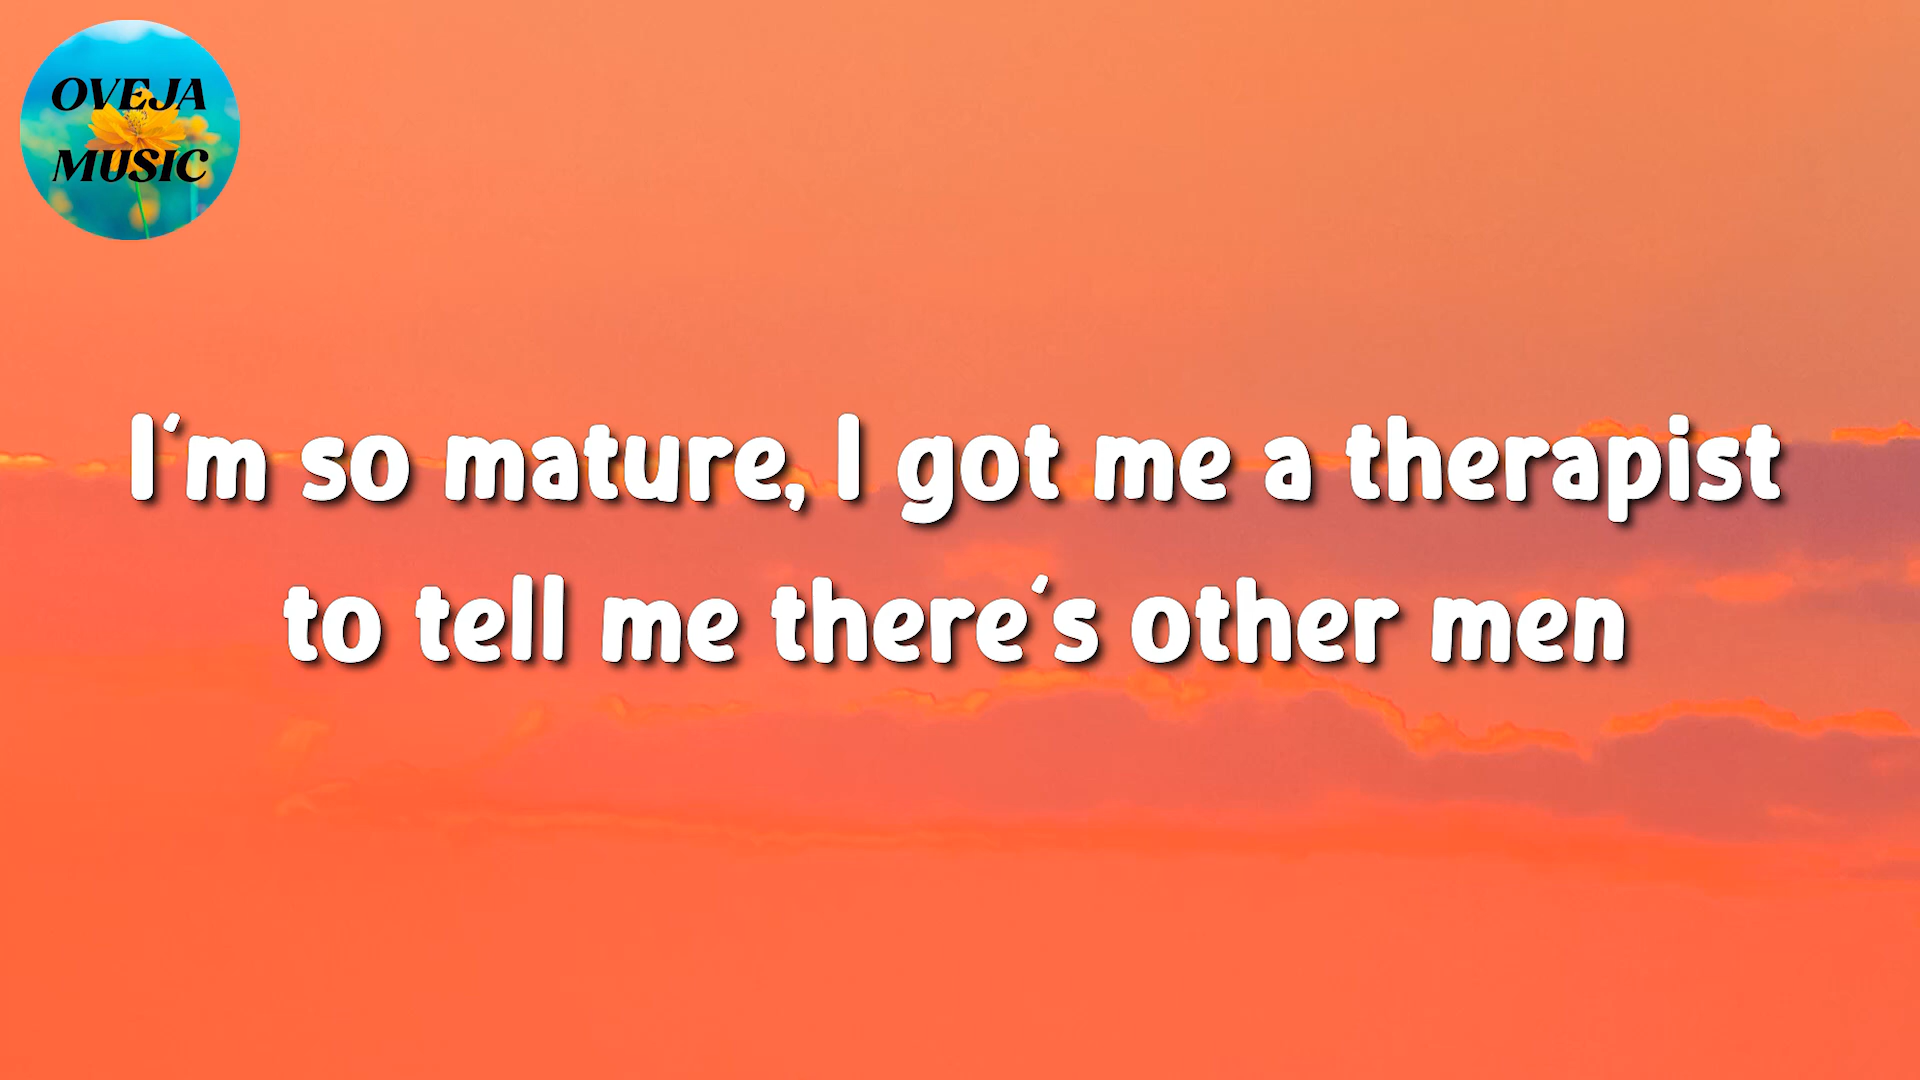 OVEJA
MUSIC
I'm so mature, I got me a therapist
to tell me there's other men